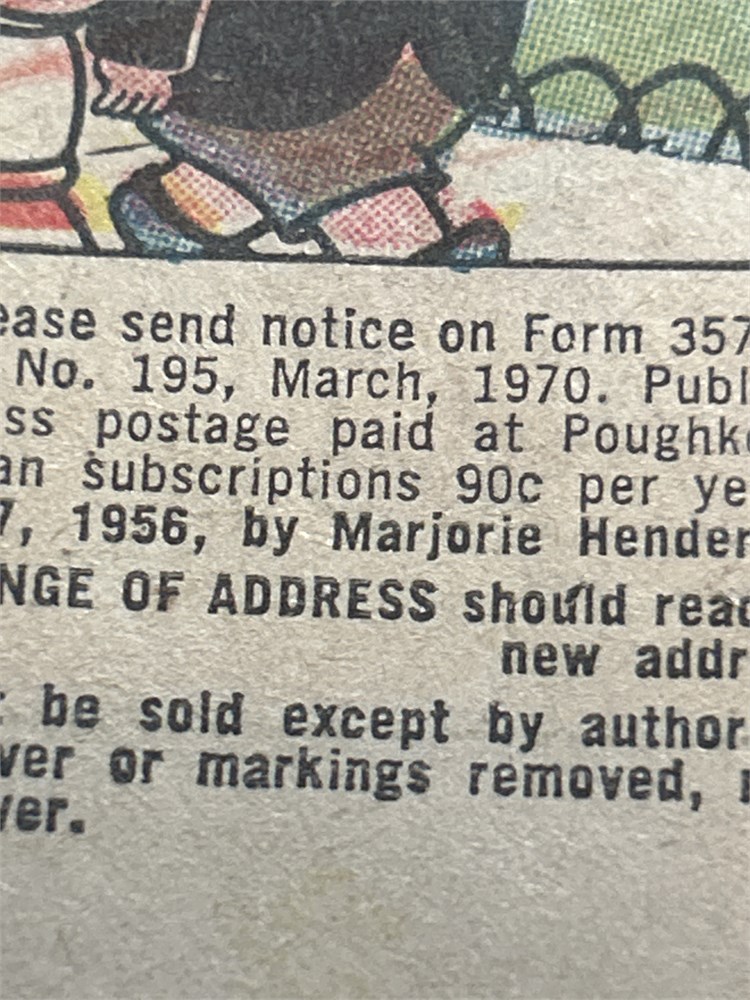 ease send notice on Form 357
No. 195, March, 1970. Publ
ss postage paid at Poughk
an subscriptions 90c per ye
7, 1956, by Marjorie Hender
NGE OF ADDRESS should read
new addr
be sold except by author
ver or markings removed,
ver.